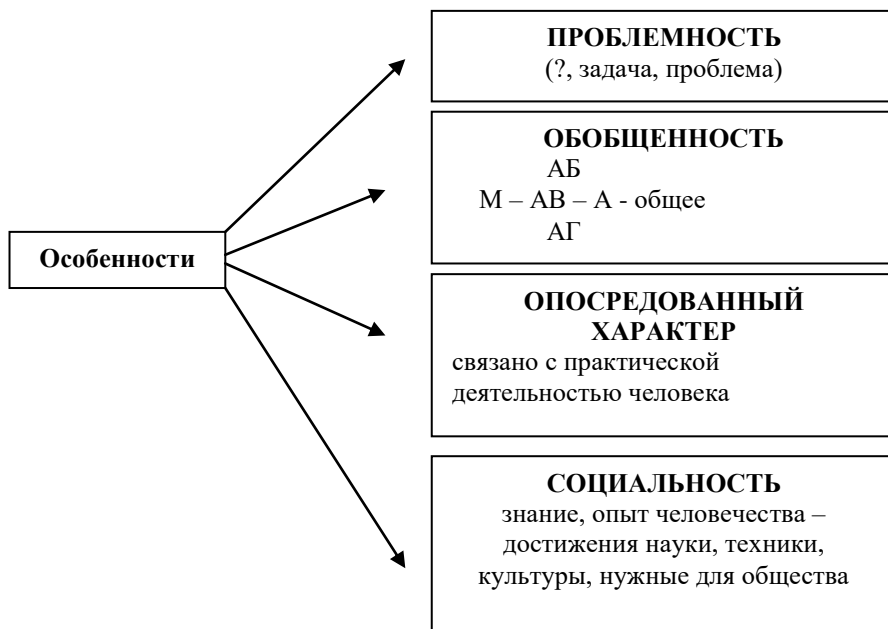 ПРОБЛЕМНОСТЬ
(?, задача, проблема)
ОБОБЩЕННОСТЬ
АБ
М – АВ – А - общее
АГ
Особенности
ОПОСРЕДОВАННЫЙ
ХАРАКТЕР
связано с практической
деятельностью человека
СОЦИАЛЬНОСТЬ
знание, опыт человечества –
достижения науки, техники,
культуры, нужные для общества